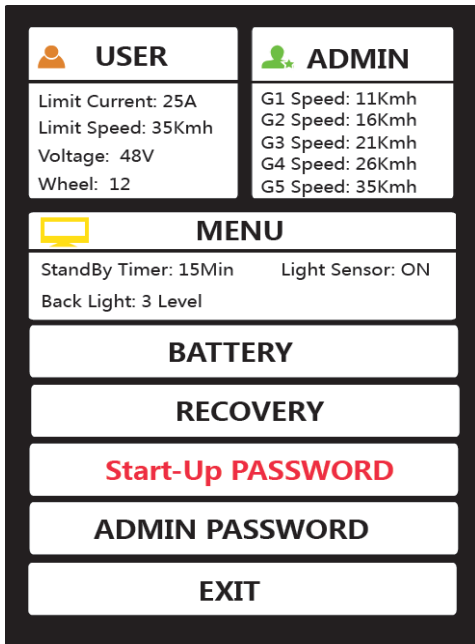 USER
Limit Current: 25A
Limit Speed: 35Kmh
Voltage: 48V
Wheel: 12
ADMIN
G1 Speed: 11Kmh
G2 Speed: 16Kmh
G3 Speed: 21Kmh
G4 Speed: 26Kmh
G5 Speed: 35Kmh
MENU
StandBy Timer: 15Min Light Sensor: ON
Back Light: 3 Level
BATTERY
RECOVERY
Start-Up PASSWORD
ADMIN PASSWORD
EXIT